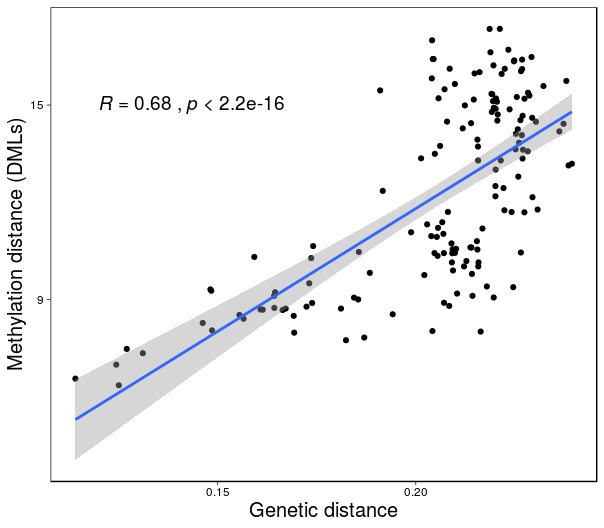 R = 0.68 , p < 2.2e-16
Methylation distance (DMLs)
15
9
0.15
0.20
Genetic distance